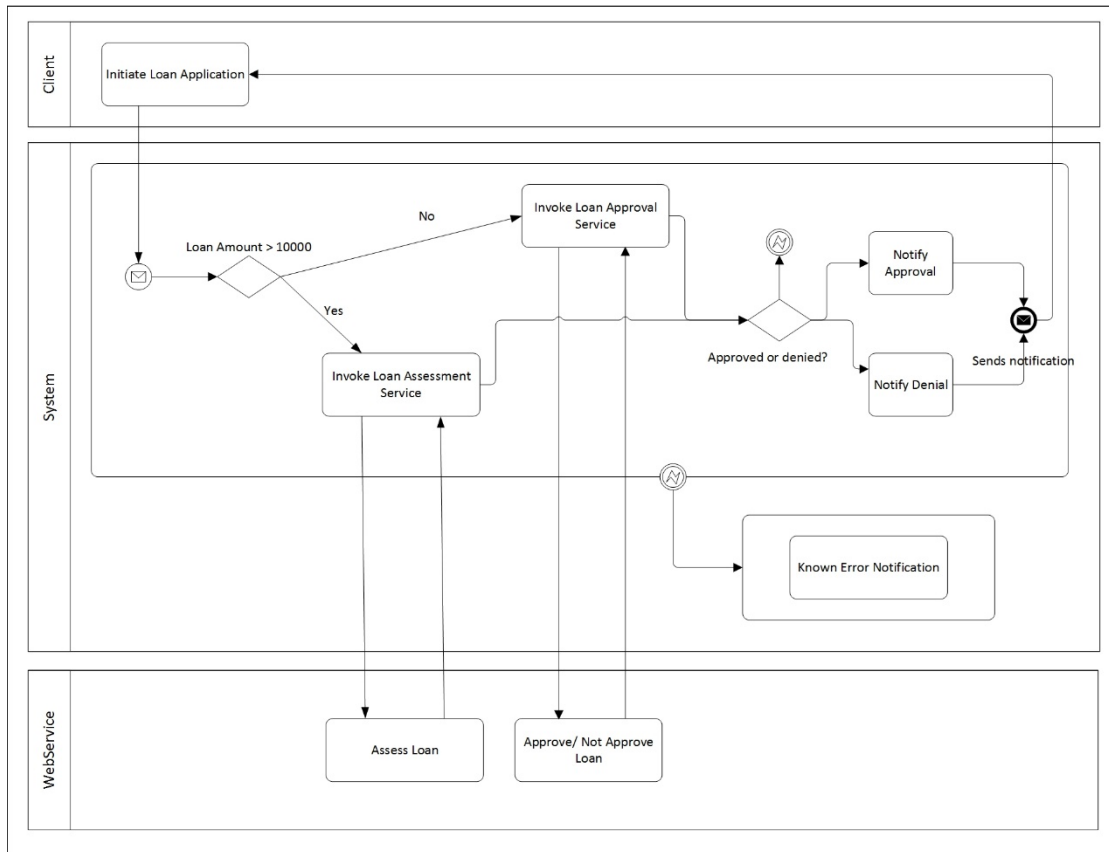 Client
Initiate Loan Application
System
Loan Amount > 10000
No
Yes
Invoke Loan Approval
Service
Invoke Loan Assessment
Service
Approved or denied?
Notify
Approval
Notify Denial
Sends notification
Known Error Notification
WebService
Assess Loan
Approve/ Not Approve
Loan